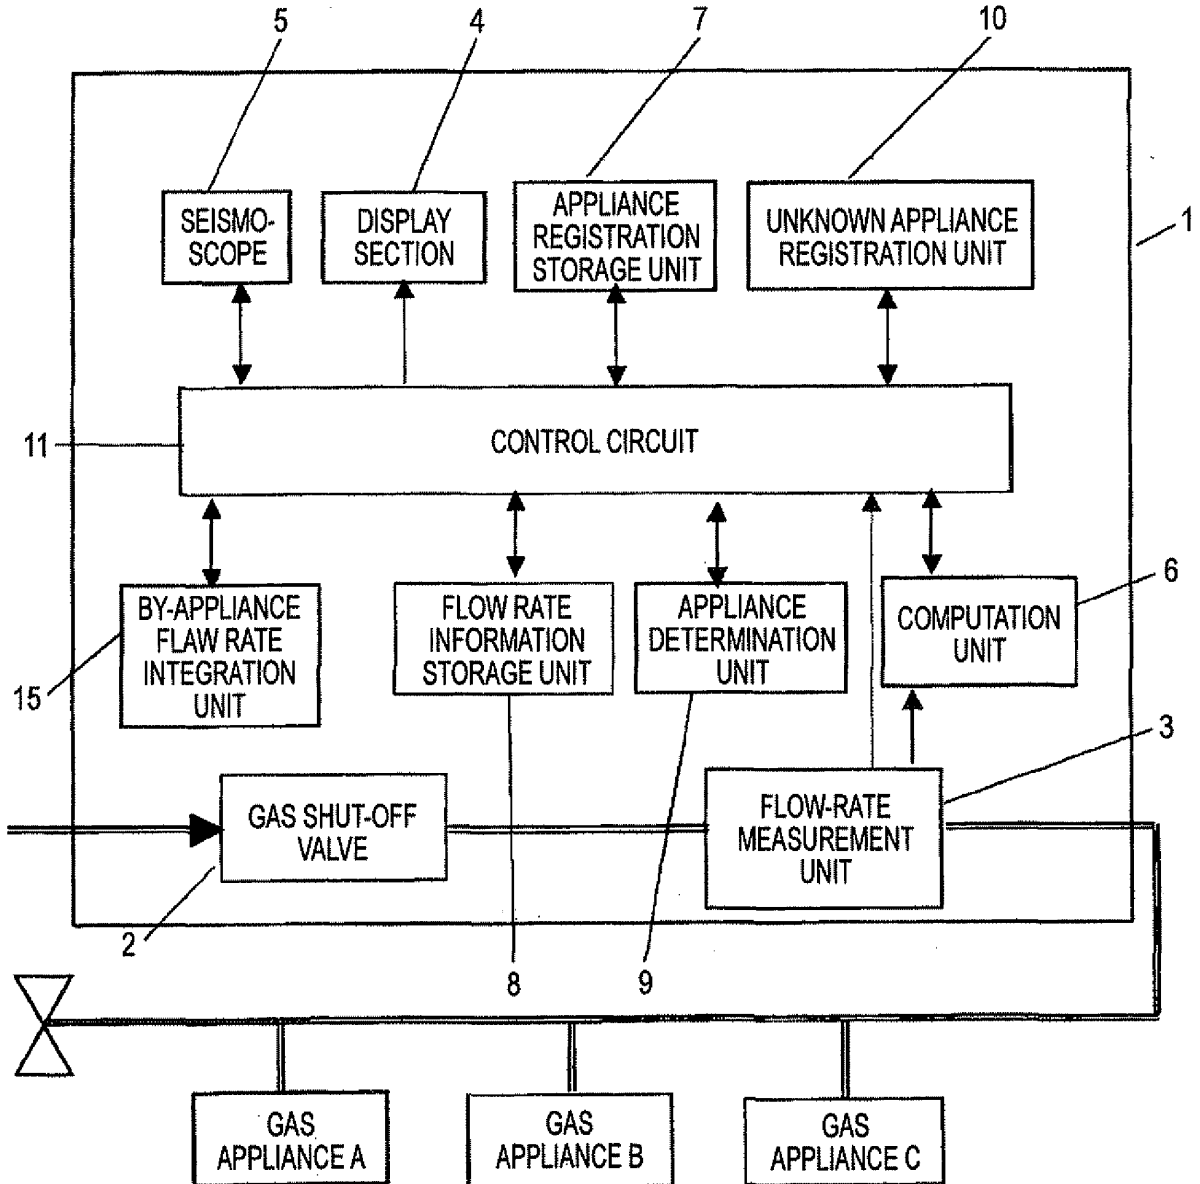 5
4
7
10
SEISMO-
SCOPE
DISPLAY
SECTION
APPLIANCE
REGISTRATION
STORAGE UNIT
UNKNOWN APPLIANCE
REGISTRATION UNIT
1
11
CONTROL CIRCUIT
BY-APPLIANCE
FLAW RATE
INTEGRATION
UNIT
FLOW RATE
INFORMATION
STORAGE UNIT
APPLIANCE
DETERMINATION
UNIT
COMPUTATION
UNIT
6
15
3
GAS SHUT-OFF
VALVE
FLOW-RATE
MEASUREMENT
UNIT
2
8
9
GAS
APPLIANCE A
GAS
APPLIANCE B
GAS
APPLIANCE C